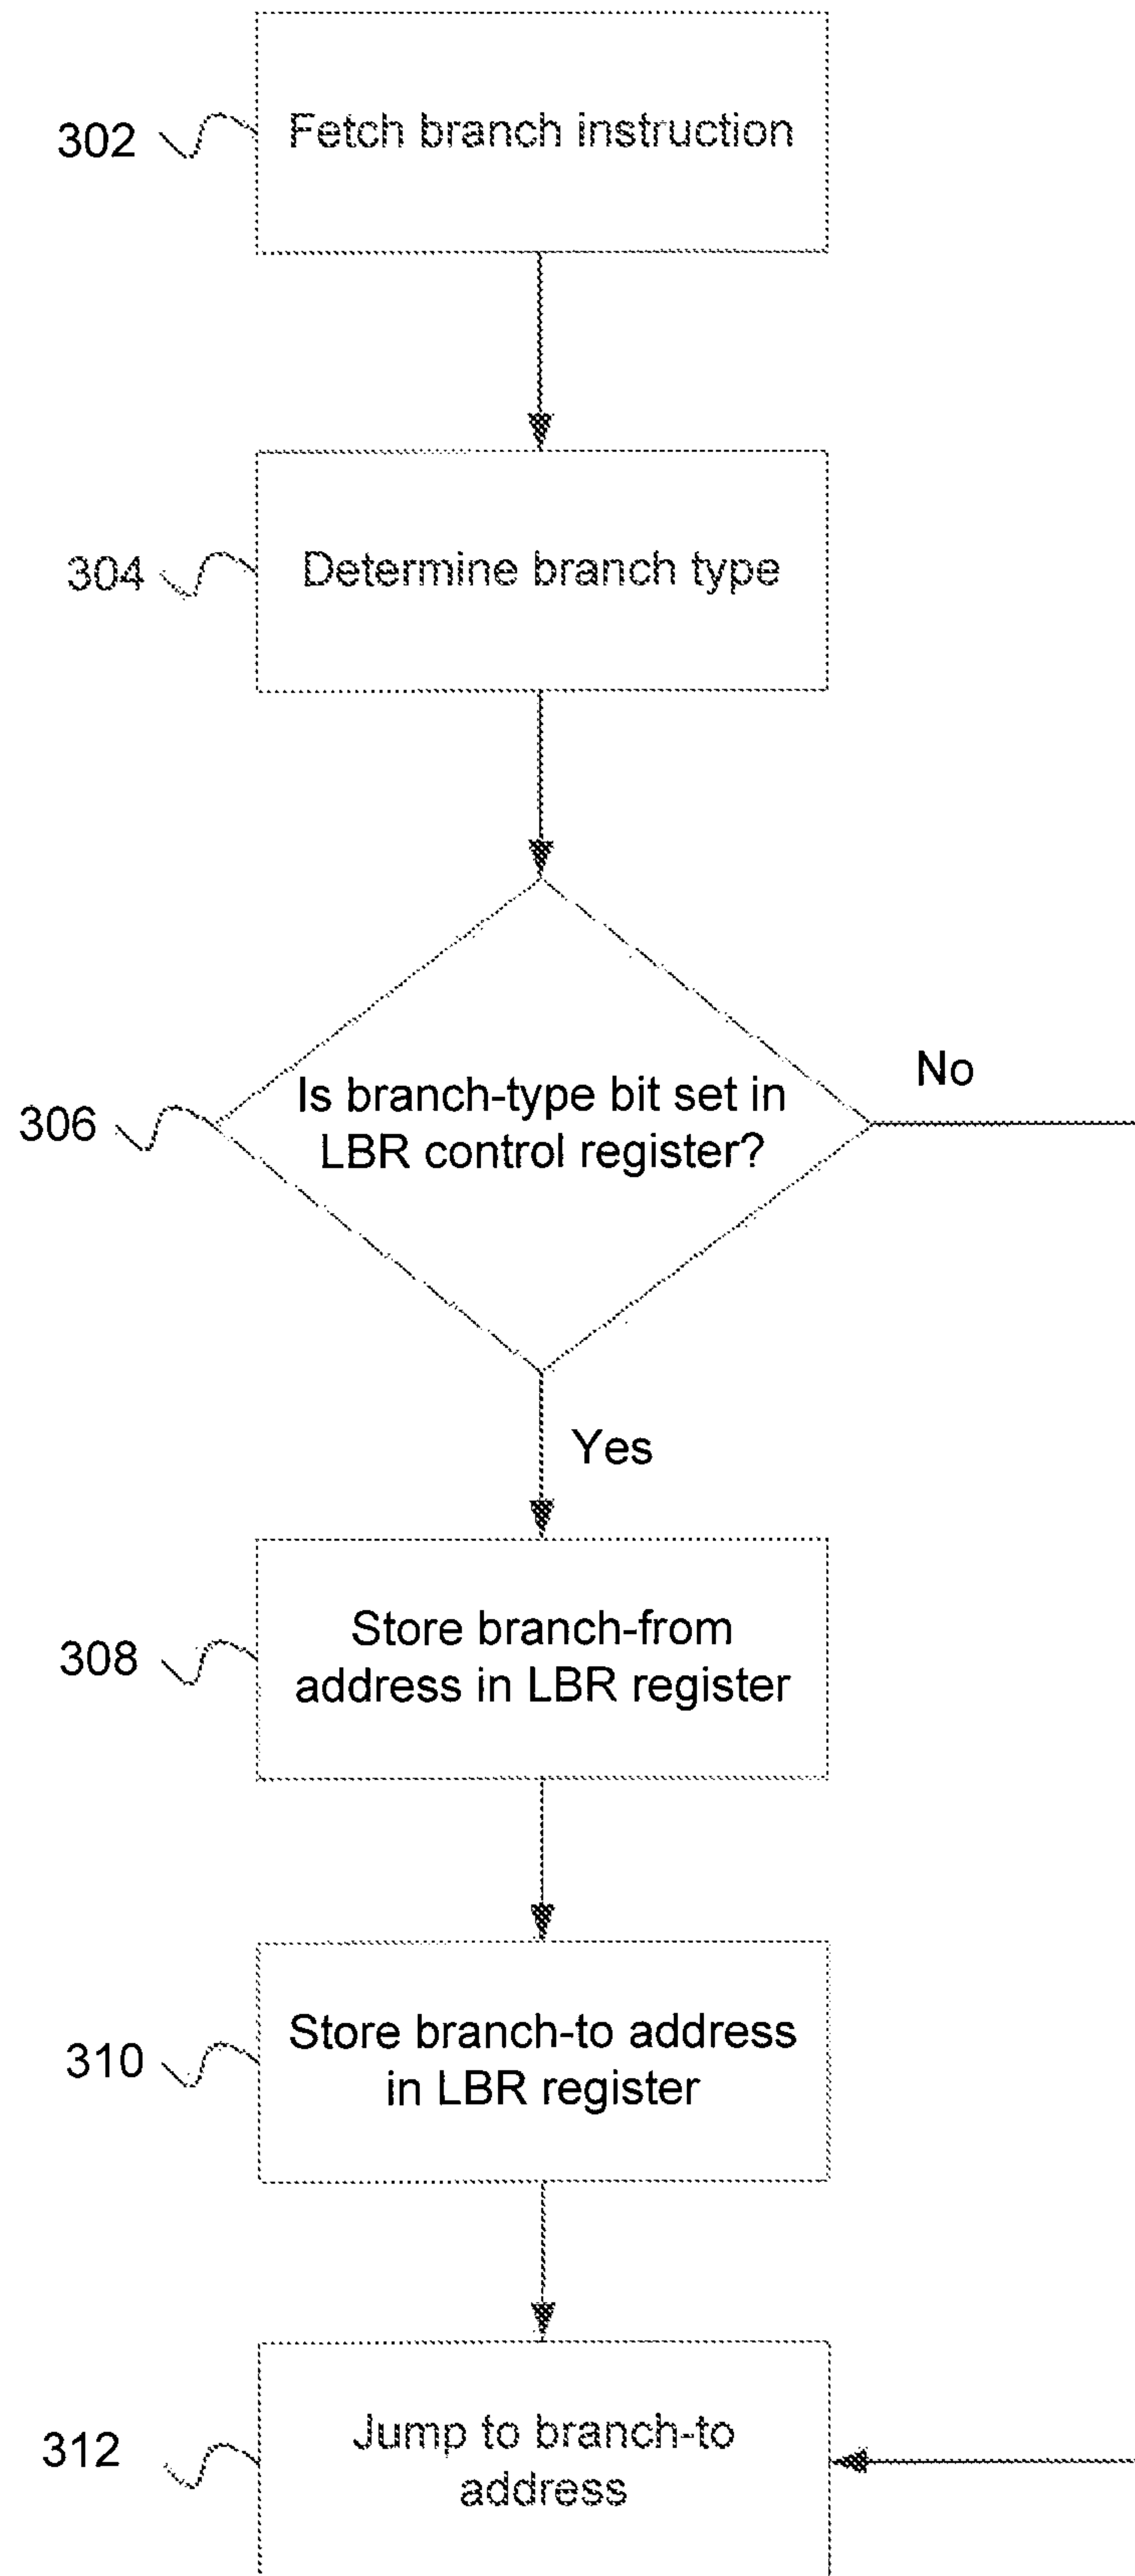 302
Fetch branch instruction
304
Determine branch type
306
Is branch-type bit set in
LBR control register?
No
Yes
308
Store branch-from
address in LBR register
310
Store branch-to address
in LBR register
312
Jump to branch-to
address